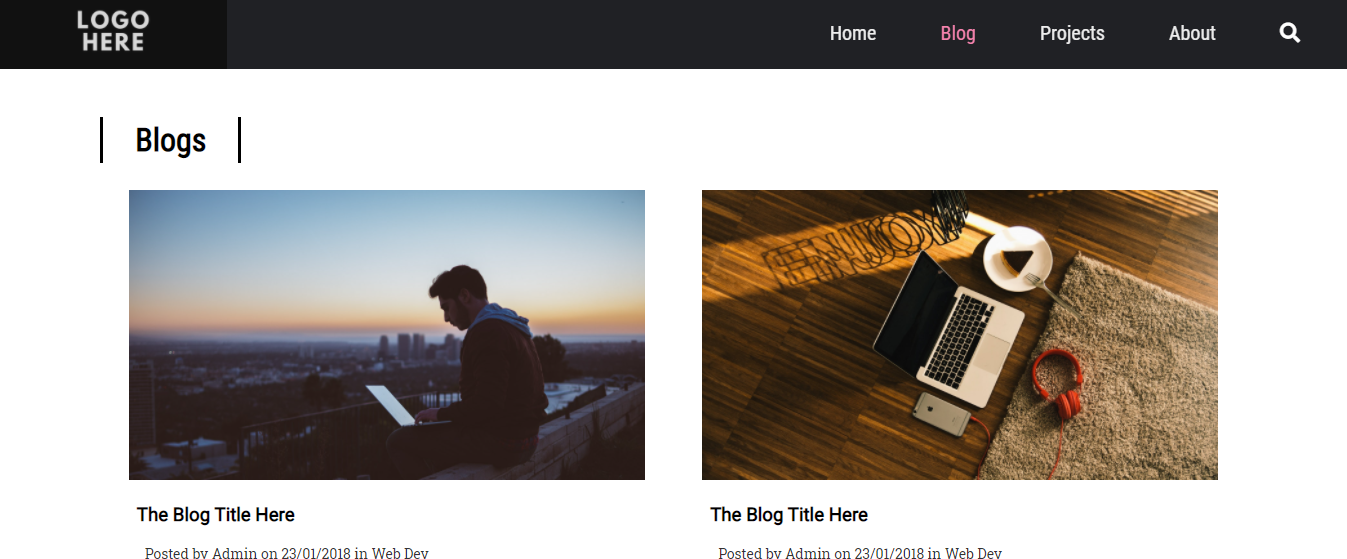 LOGO
HERE
Home Blog Projects About
Blogs
ENJOY
The Blog Title Here
Posted by Admin on 23/01/2018 in Web Dev
The Blog Title Here
Posted by Admin on 23/01/2018 in Web Dev